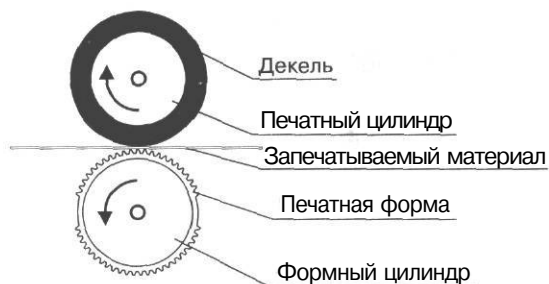 Декель
Печатный цилиндр
Запечатываемый материал
Печатная форма
Формный цилиндр